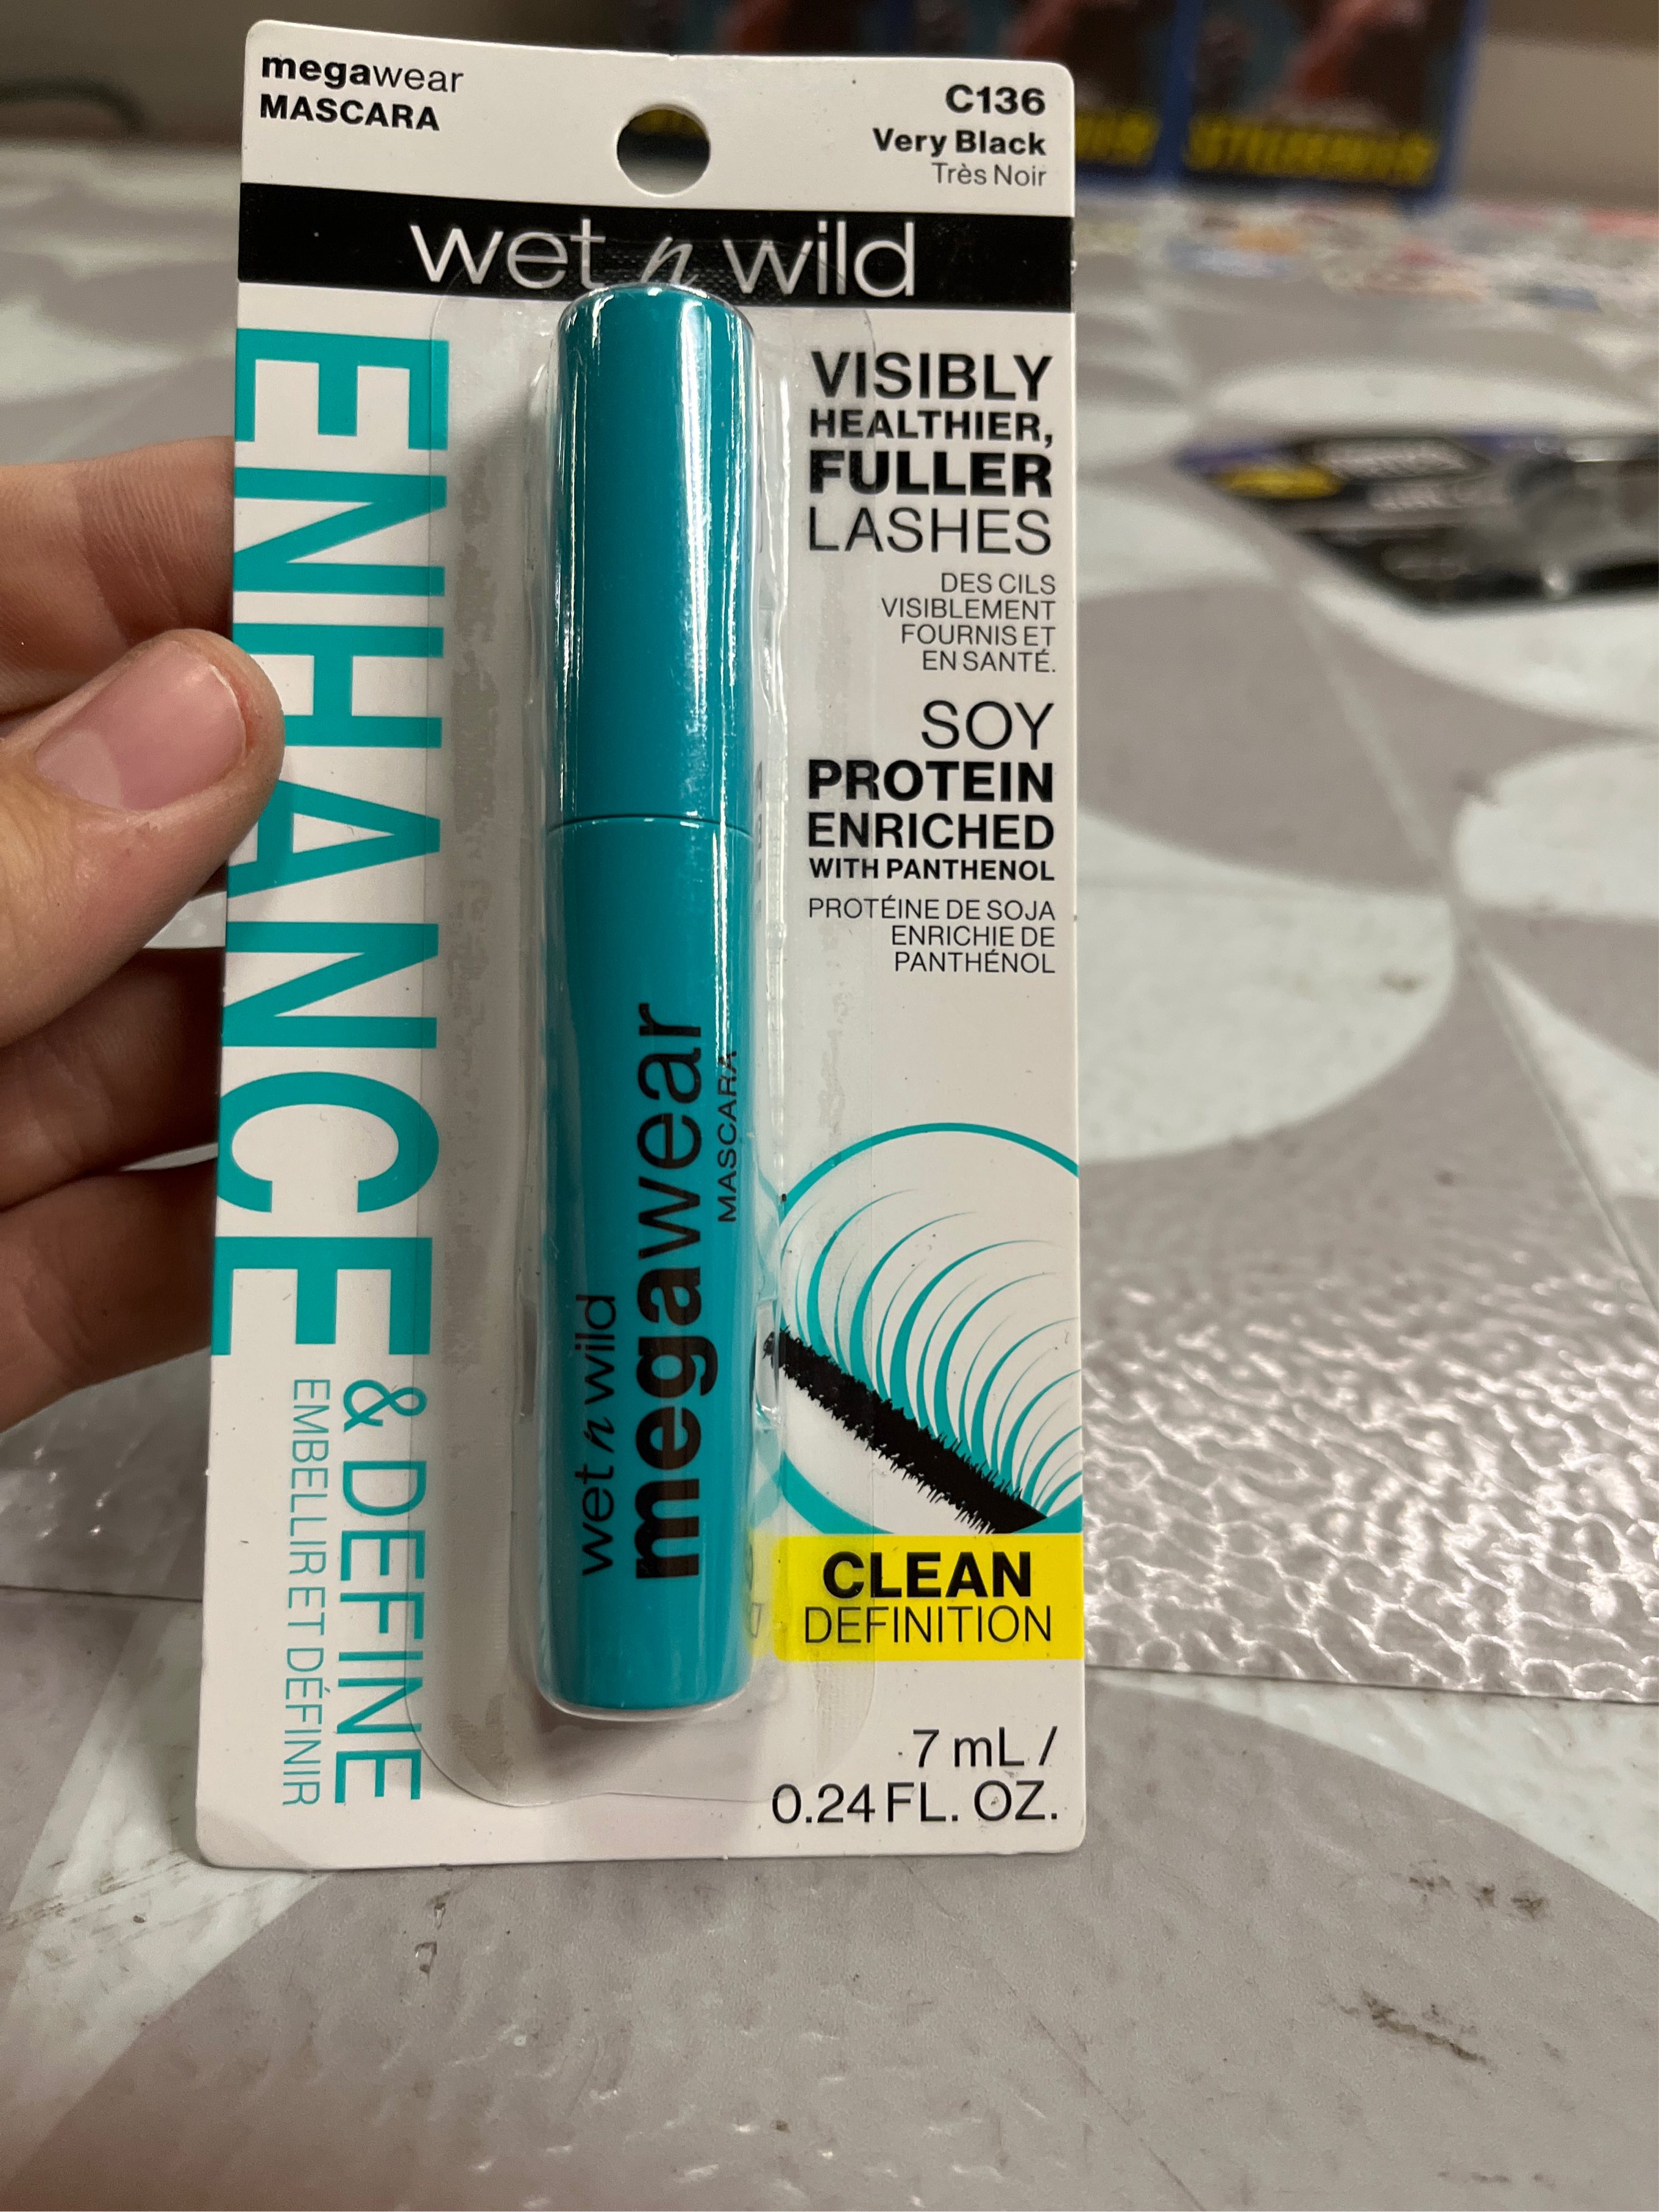 megawear
MASCARA
C136
Very Black
Très Noir
wet n wild
ENHANCE
& DEFINE
EMBELLIR ET DÉFINIR
wet n wild
megawear
MASCARA
VISIBLY
HEALTHIER,
FULLER
LASHES
DES CILS
VISIBLEMENT
FOURNIS ET
EN SANTÉ.
SOY
PROTEIN
ENRICHED
WITH PANTHENOL
PROTÉINE DE SOJA
ENRICHIE DE
PANTHÉNOL
CLEAN
DEFINITION
7 mL /
0.24 FL. OZ.